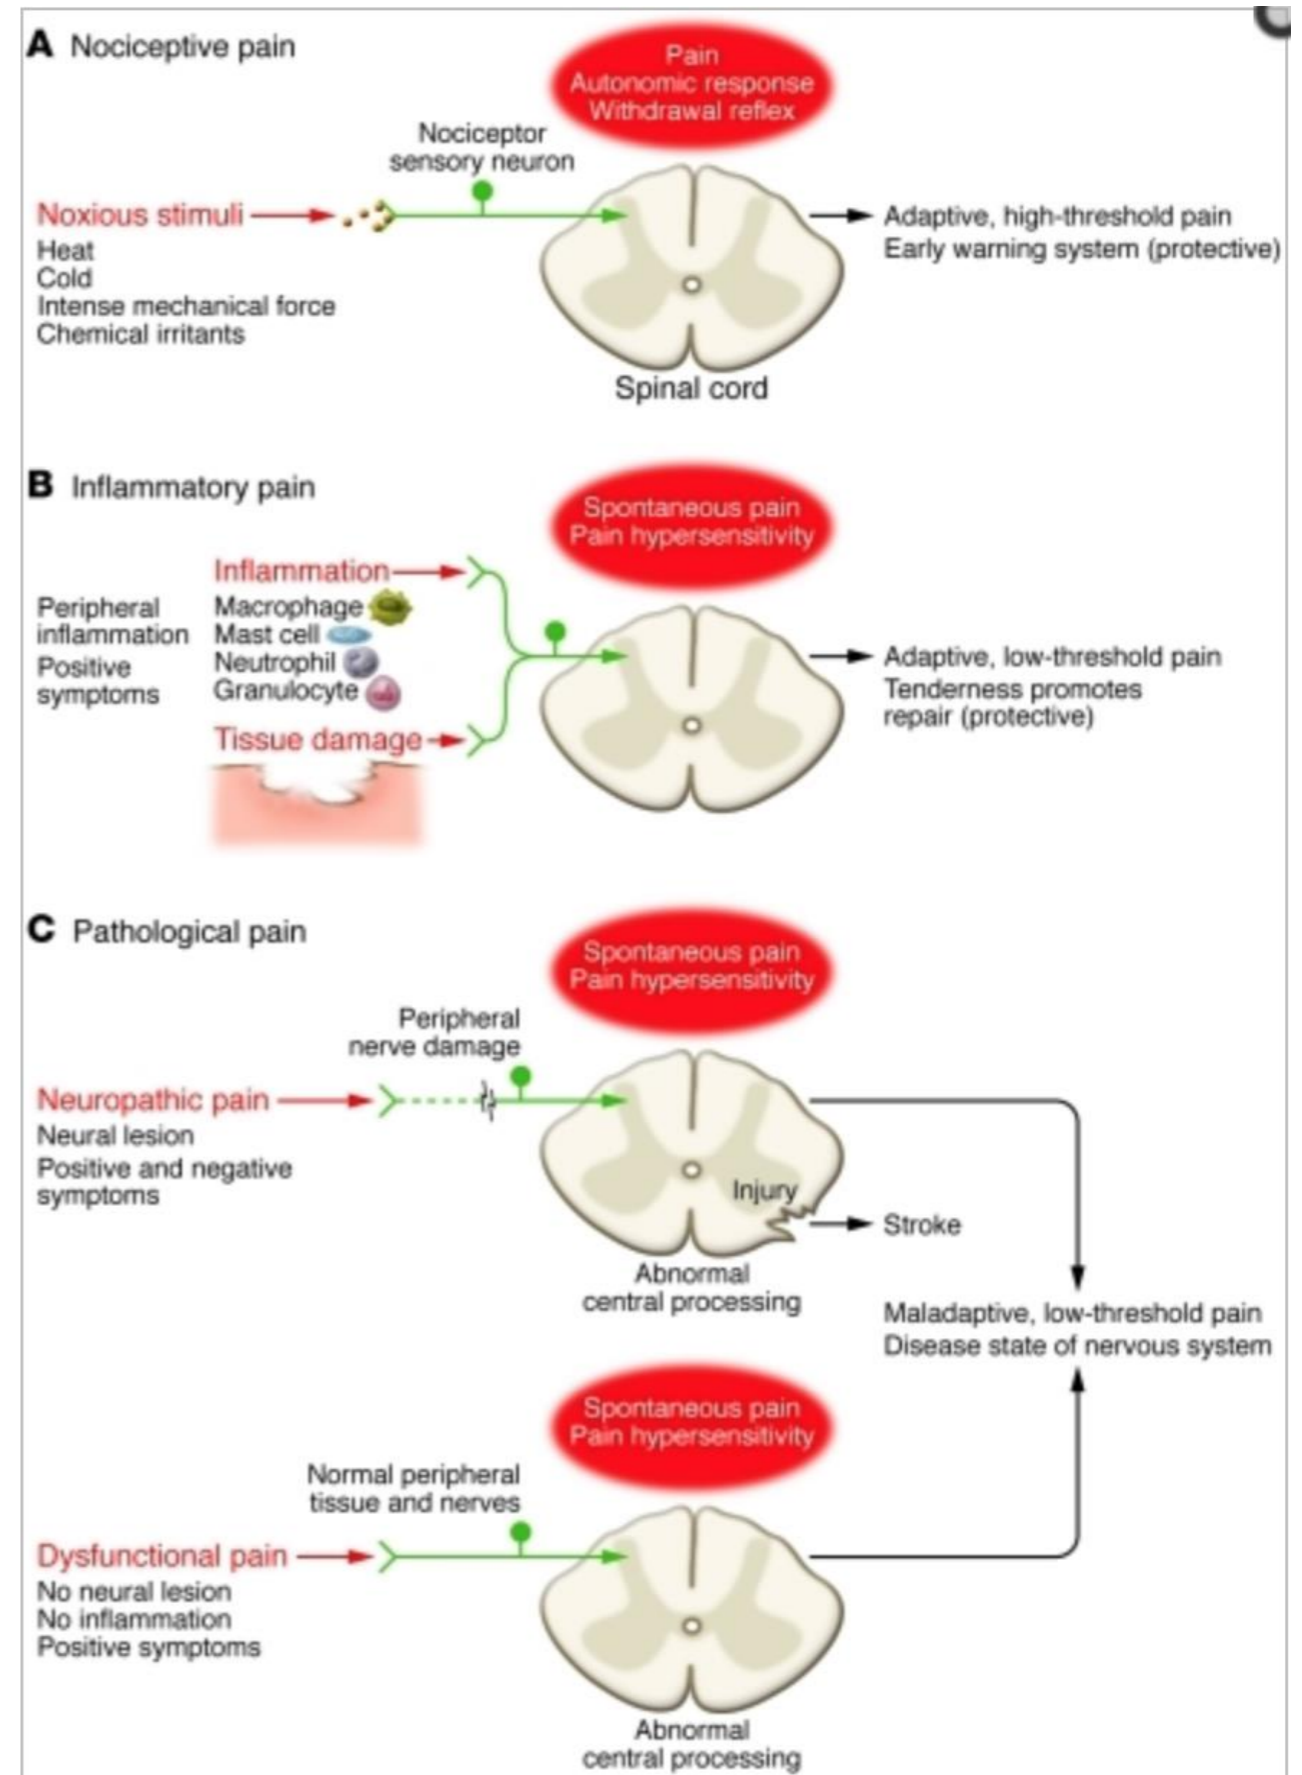 A Nociceptive pain
Pain
Autonomic response
Withdrawal reflex
Nociceptor
sensory neuron
Noxious stimuli
Heat
Cold
Intense mechanical force
Chemical irritants
Adaptive, high-threshold pain
Early warning system (protective)
Spinal cord
B Inflammatory pain
Spontaneous pain
Pain hypersensitivity
Peripheral
inflammation
Positive
symptoms
Inflammation
Macrophage
Mast cell
Neutrophil
Granulocyte
Tissue damage
Adaptive, low-threshold pain
Tenderness promotes
repair (protective)
C Pathological pain
Spontaneous pain
Pain hypersensitivity
Peripheral
nerve damage
Neuropathic pain
Neural lesion
Positive and negative
symptoms
Injury
Stroke
Abnormal
central processing
Maladaptive, low-threshold pain
Disease state of nervous system
Spontaneous pain
Pain hypersensitivity
Normal peripheral
tissue and nerves
Dysfunctional pain
No neural lesion
No inflammation
Positive symptoms
Abnormal
central processing